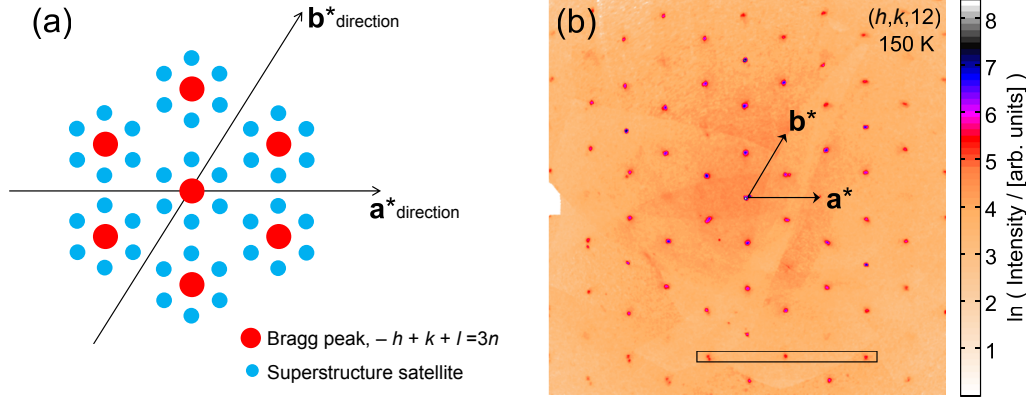 (a)
b*direction
a*direction
Bragg peak, – h + k + l =3n
Superstructure satellite
(b)
(h,k,12)
150 K
b*
a*
8
7
6
5
4
3
2
1
ln ( Intensity / [arb. units] )